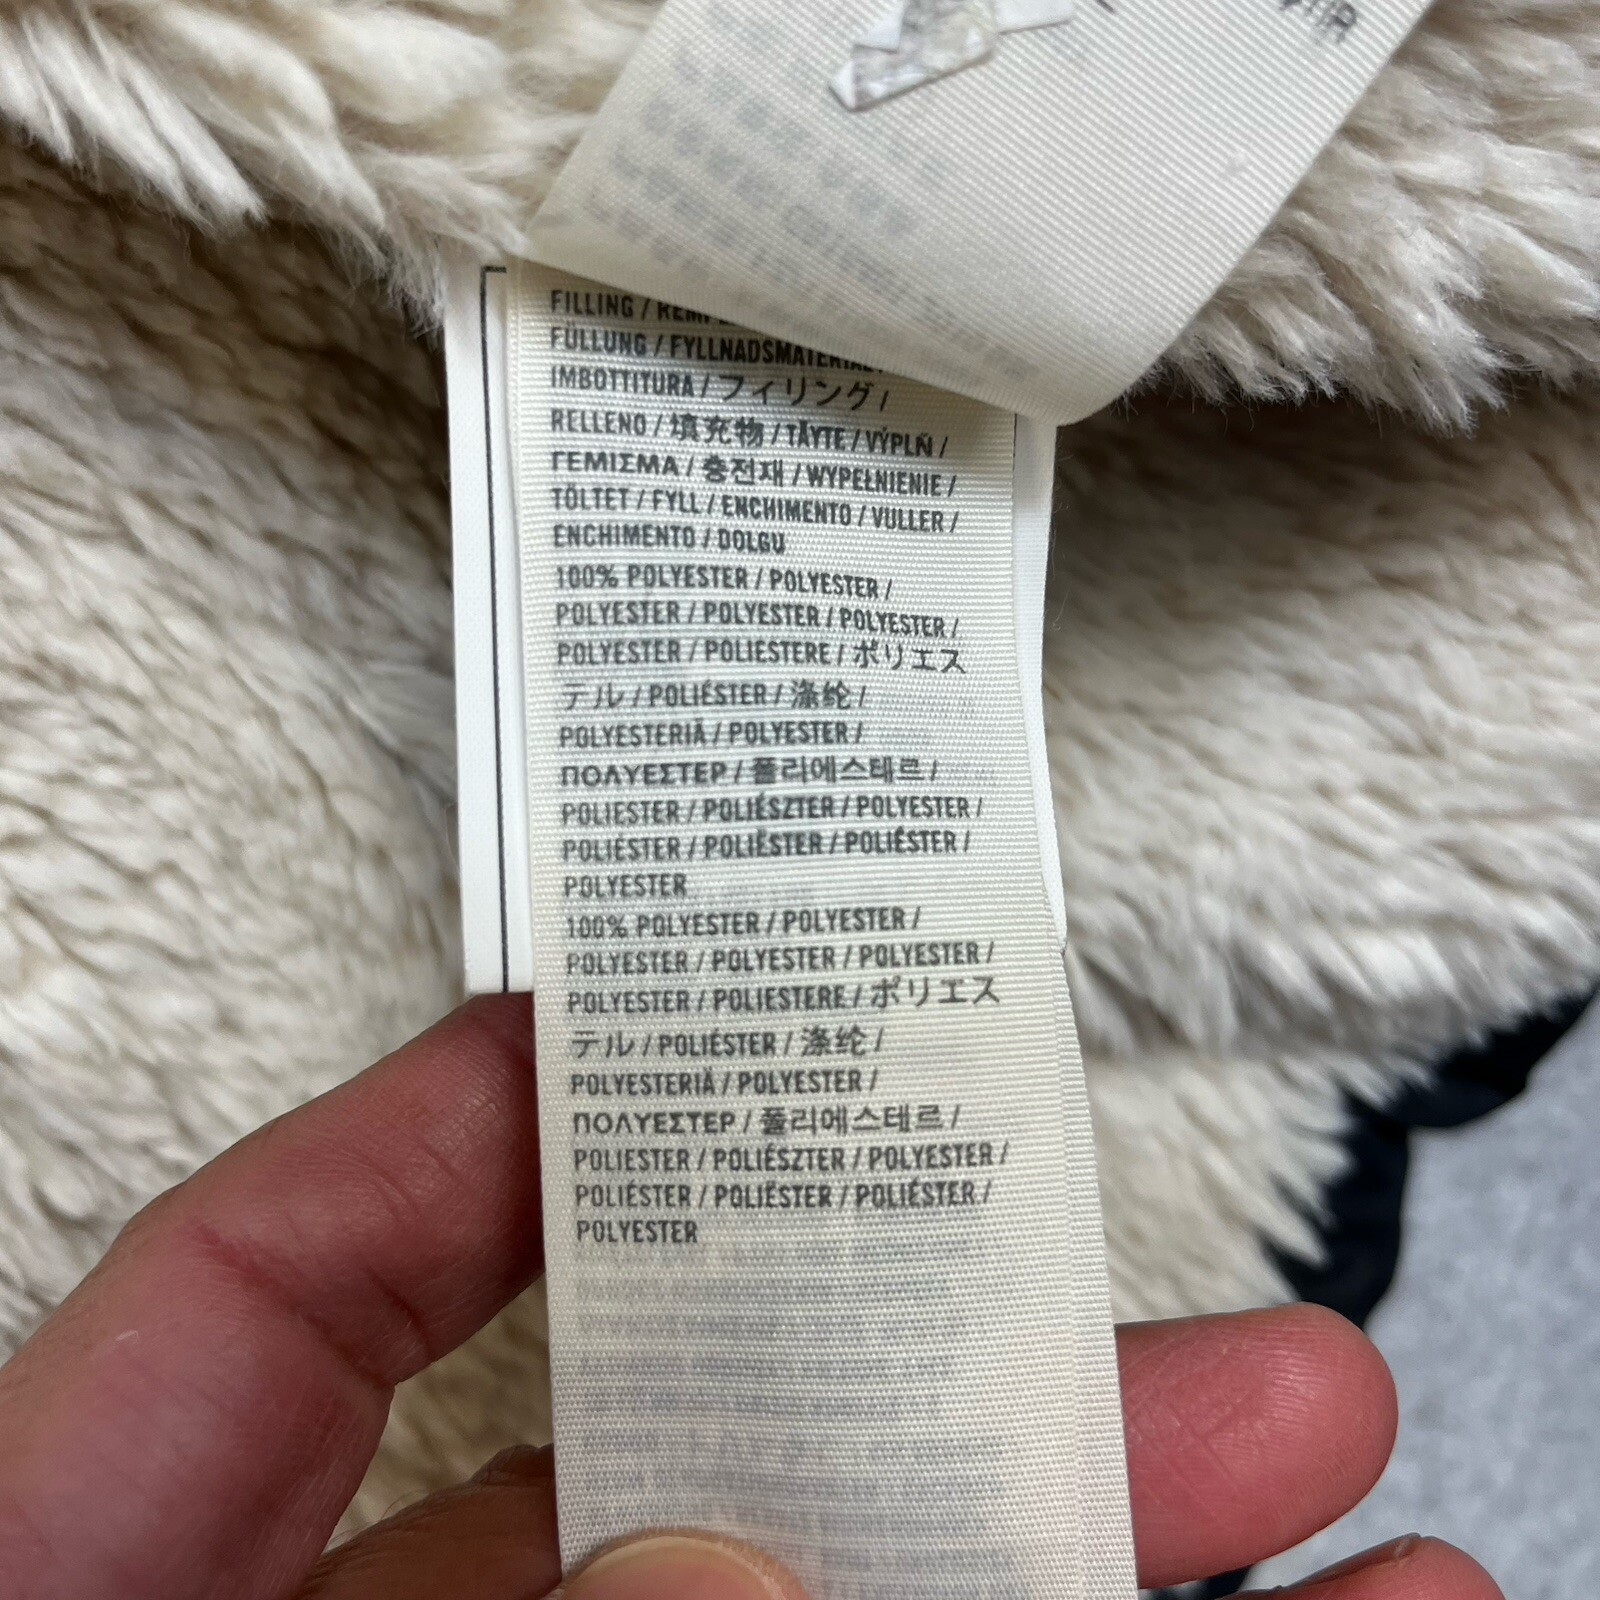 FILLING /
FÜLLUNG / FYLLNADSMATERIAL
IMBOTTITURA / フィリング /
RELLENO / 填充物 / TÄYTE / VÝPLŇ /
ΓΕΜΙΣΜΑ / 충전재 / WYPEŁNIENIE /
TÖLTET / FYLL / ENCHIMENTO / VULLER /
ENCHIMENTO / DOLGU
100% POLYESTER / POLYESTER /
POLYESTER / POLYESTER / POLYESTER /
POLYESTER / POLIESTERE / ポリエス
テル / POLIÉSTER / 涤纶 /
POLYESTERIÄ / POLYESTER /
ΠΟΛΥΕΣΤΕΡ / 폴리에스테르 /
POLIESTER / POLIÉSZTER / POLYESTER /
POLIÉSTER / POLIËSTER / POLIÉSTER /
POLYESTER
100% POLYESTER / POLYESTER /
POLYESTER / POLYESTER / POLYESTER /
POLYESTER / POLIESTERE / ポリエス
テル / POLIÉSTER / 涤纶 /
POLYESTERIÄ / POLYESTER /
ΠΟΛΥΕΣΤΕΡ / 폴리에스테르 /
POLIESTER / POLIÉSZTER / POLYESTER /
POLIÉSTER / POLIËSTER / POLIÉSTER /
POLYESTER